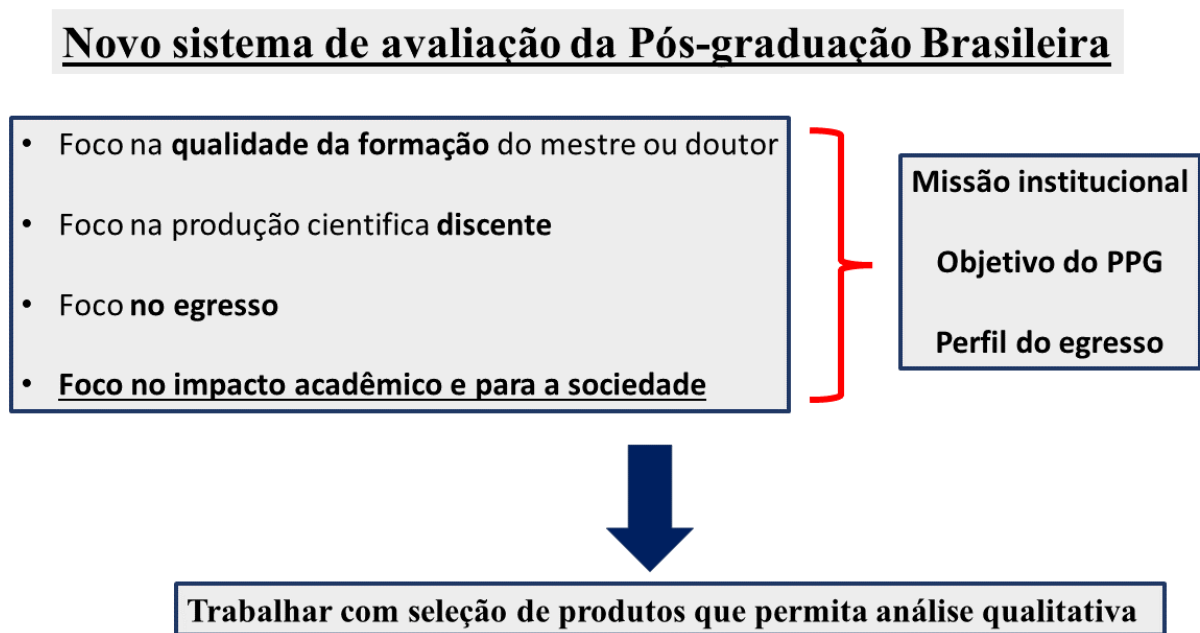 Novo sistema de avaliação da Pós-graduação Brasileira
• Foco na qualidade da formação do mestre ou doutor
• Foco na produção cientifica discente
• Foco no egresso
• Foco no impacto acadêmico e para a sociedade
Missão institucional
Objetivo do PPG
Perfil do egresso
Trabalhar com seleção de produtos que permita análise qualitativa